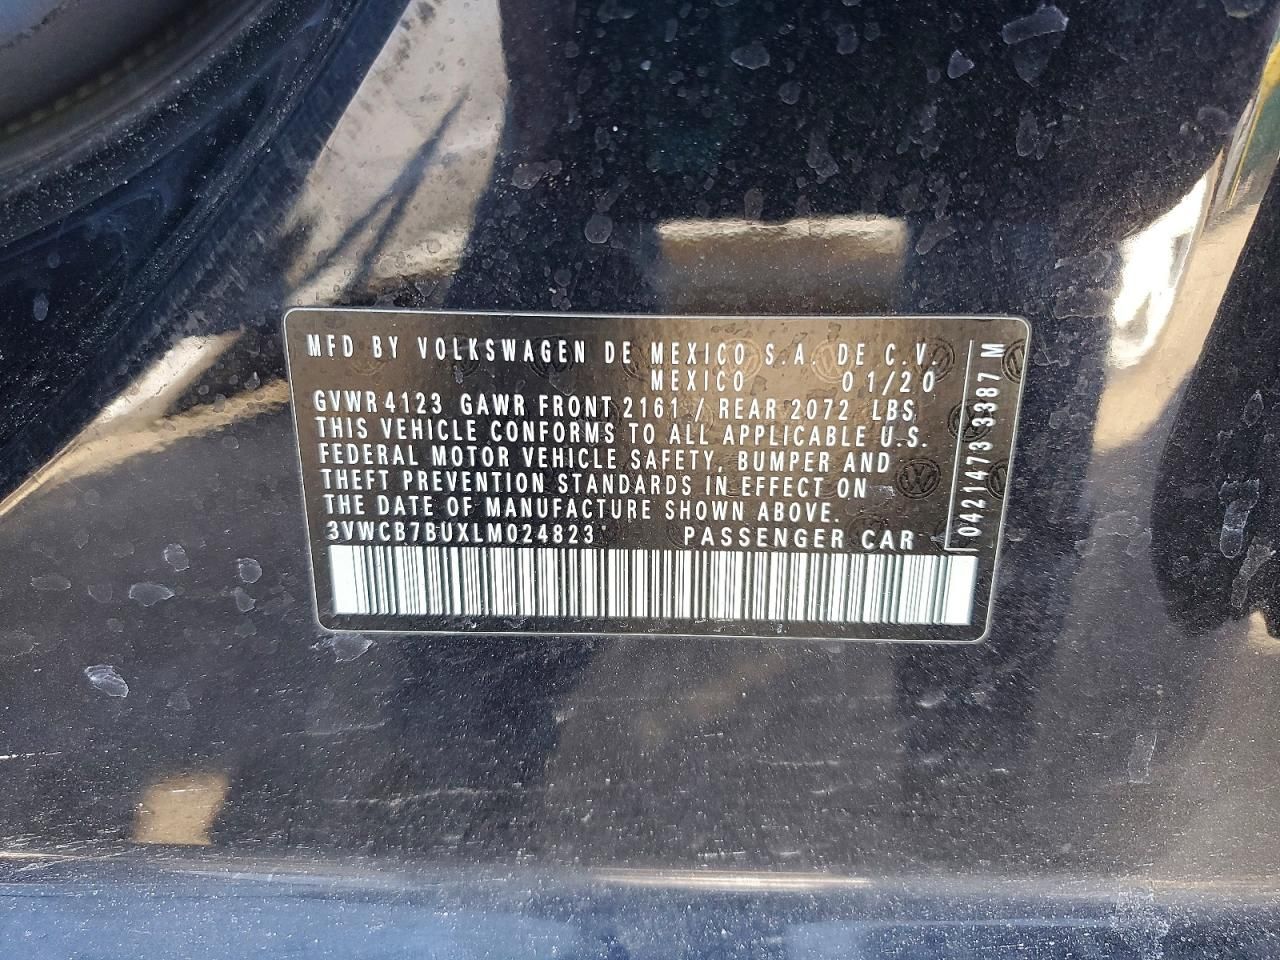 MFD BY VOLKSWAGEN DE MEXICO S.A. DE C.V.
MEXICO 01/20
GVWR 4123 GAWR FRONT 2161 / REAR 2072 LBS
THIS VEHICLE CONFORMS TO ALL APPLICABLE U.S.
FEDERAL MOTOR VEHICLE SAFETY, BUMPER AND
THEFT PREVENTION STANDARDS IN EFFECT ON
THE DATE OF MANUFACTURE SHOWN ABOVE.
3VWCB7BUXLM024823 PASSENGER CAR
0421473 3387 M